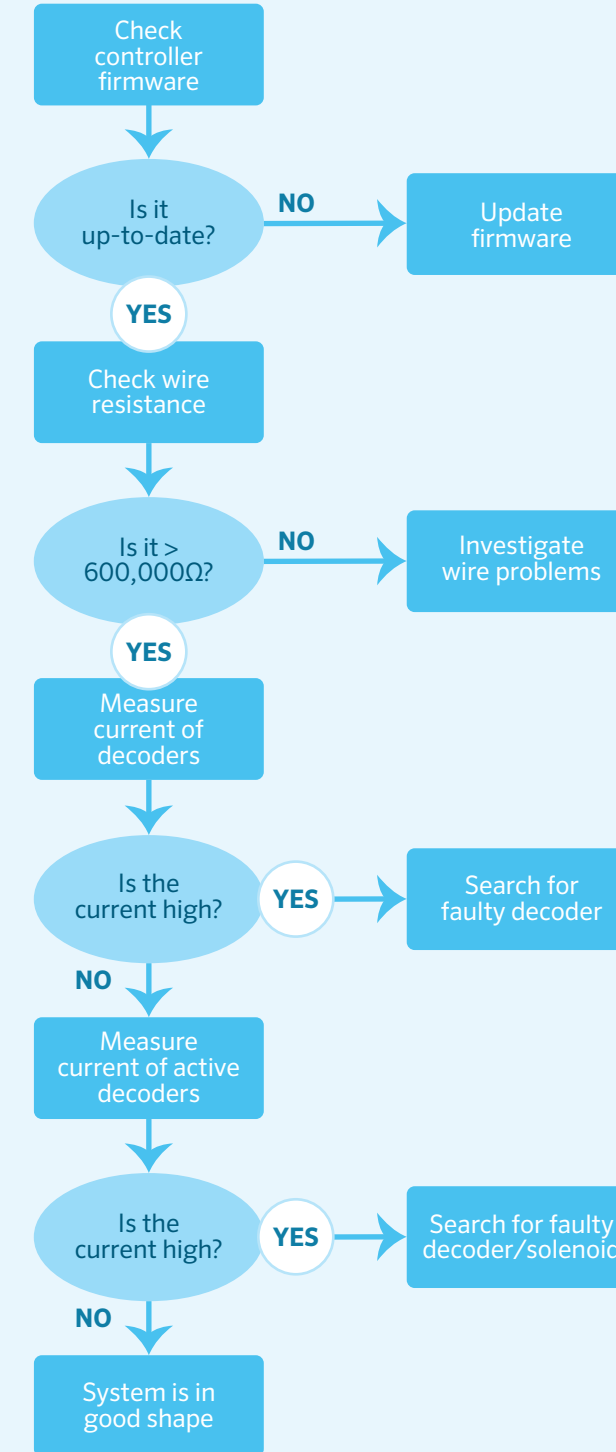 Check
controller
firmware
Is it
up-to-date?
NO
Update
firmware
YES
Check wire
resistance
Is it >
600,000Ω?
NO
Investigate
wire problems
YES
Measure
current of
decoders
Is the
current high?
YES
Search for
faulty decoder
NO
Measure
current of active
decoders
Is the
current high?
YES
Search for faulty
decoder/solenoid
NO
System is in
good shape